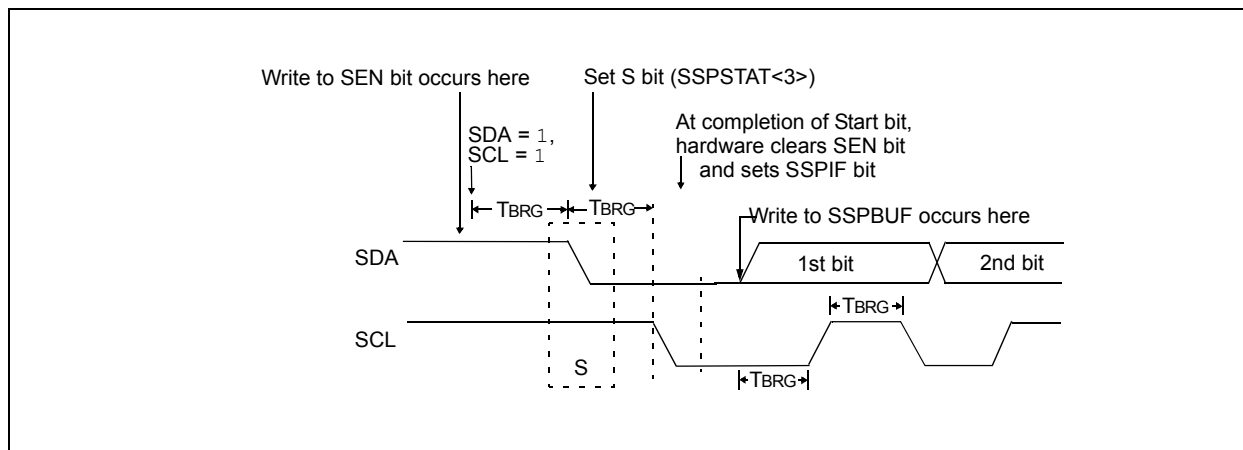 Write to SEN bit occurs here
Set S bit (SSPSTAT<3>)
SDA = 1,
SCL = 1
At completion of Start bit,
hardware clears SEN bit
and sets SSPIF bit
TBRG
TBRG
Write to SSPBUF occurs here
SDA
1st bit
2nd bit
TBRG
SCL
S
TBRG